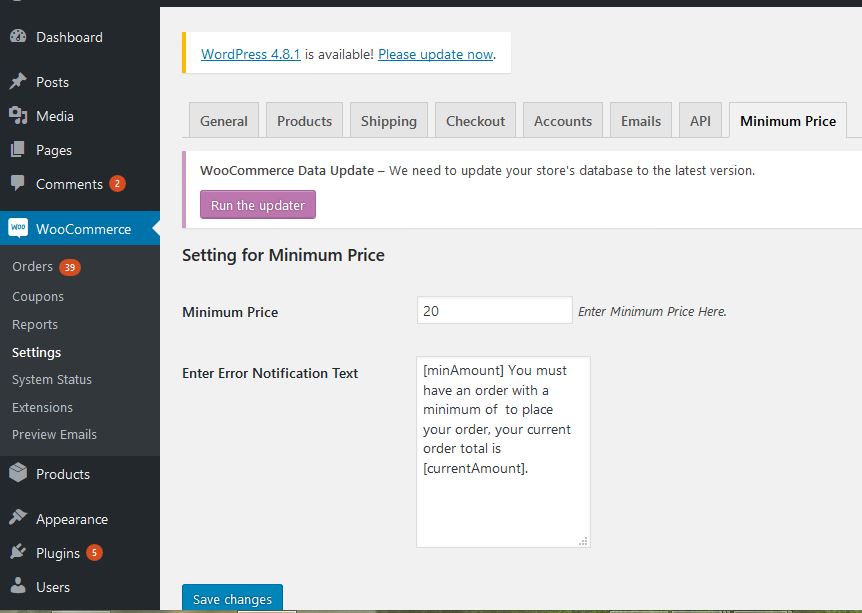 Dashboard
Posts
Media
Pages
Comments 2
WOO WooCommerce
Orders 39
Coupons
Reports
Settings
System Status
Extensions
Preview Emails
Products
Appearance
Plugins 5
Users
WordPress 4.8.1 is available! Please update now.
General Products Shipping Checkout Accounts Emails API Minimum Price
WooCommerce Data Update – We need to update your store's database to the latest version.
Run the updater
Setting for Minimum Price
Minimum Price 20 Enter Minimum Price Here.
Enter Error Notification Text
[minAmount] You must
have an order with a
minimum of  to place
your order, your current
order total is
[currentAmount].
Save changes